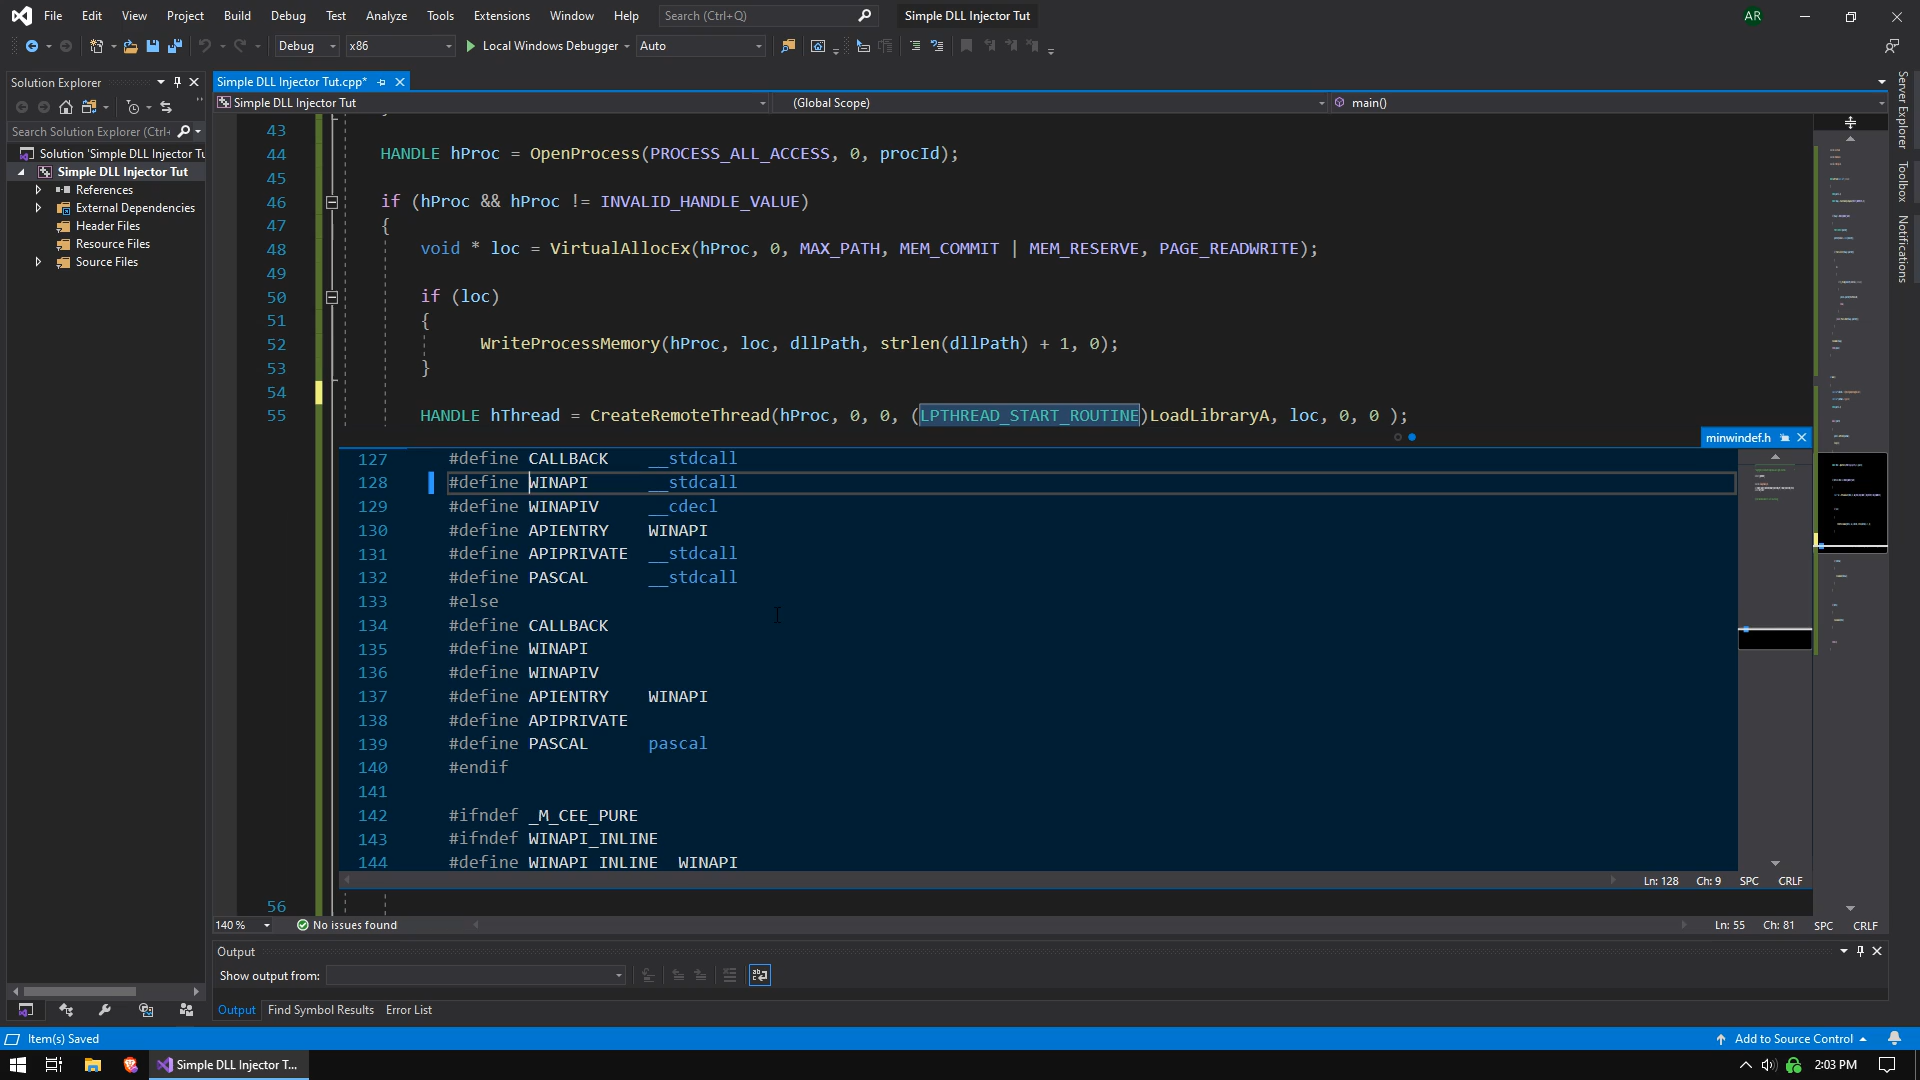 File Edit View Project Build Debug Test Analyze Tools Extensions Window Help Search (Ctrl+Q) Simple DLL Injector Tut AR
Debug x86 Local Windows Debugger Auto
Solution Explorer
Search Solution Explorer (Ctrl+
Solution 'Simple DLL Injector Tu
Simple DLL Injector Tut
References
External Dependencies
Header Files
Resource Files
Source Files
Simple DLL Injector Tut.cpp*
Simple DLL Injector Tut (Global Scope) main()
43
44 HANDLE hProc = OpenProcess(PROCESS_ALL_ACCESS, 0, procId);
45
46 if (hProc && hProc != INVALID_HANDLE_VALUE)
47 {
48 void * loc = VirtualAllocEx(hProc, 0, MAX_PATH, MEM_COMMIT | MEM_RESERVE, PAGE_READWRITE);
49
50 if (loc)
51 {
52 WriteProcessMemory(hProc, loc, dllPath, strlen(dllPath) + 1, 0);
53 }
54
55 HANDLE hThread = CreateRemoteThread(hProc, 0, 0, (LPTHREAD_START_ROUTINE)LoadLibraryA, loc, 0, 0 );
minwindef.h
127 #define CALLBACK __stdcall
128 #define WINAPI __stdcall
129 #define WINAPIV __cdecl
130 #define APIENTRY WINAPI
131 #define APIPRIVATE __stdcall
132 #define PASCAL __stdcall
133 #else
134 #define CALLBACK
135 #define WINAPI
136 #define WINAPIV
137 #define APIENTRY WINAPI
138 #define APIPRIVATE
139 #define PASCAL pascal
140 #endif
141
142 #ifndef _M_CEE_PURE
143 #ifndef WINAPI_INLINE
144 #define WINAPI_INLINE WINAPI
Ln: 128 Ch: 9 SPC CRLF
56
140 % No issues found Ln: 55 Ch: 81 SPC CRLF
Output
Show output from:
Output Find Symbol Results Error List
Server Explorer
Toolbox
Notifications
Item(s) Saved Add to Source Control
Simple DLL Injector T... 2:03 PM